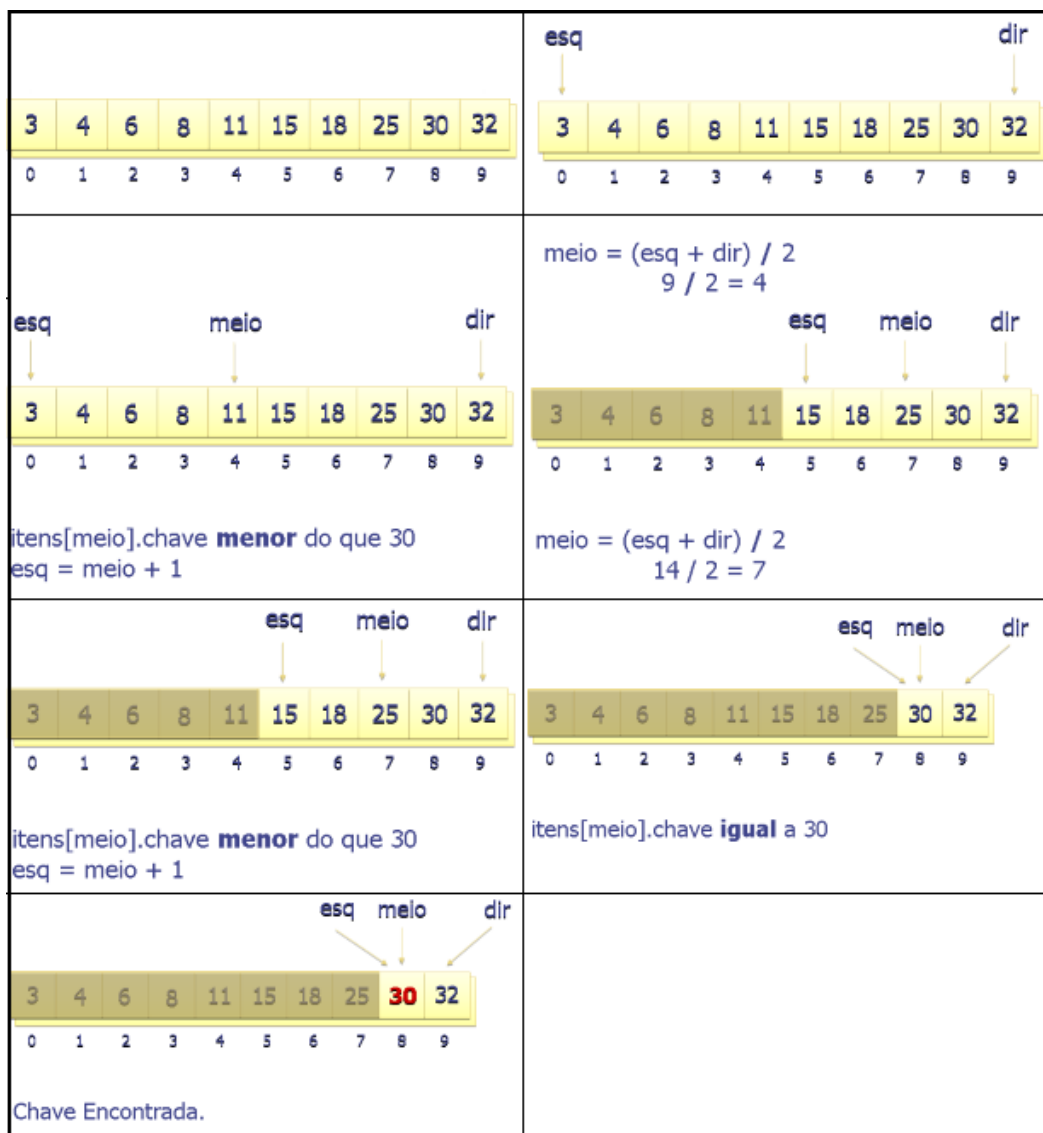 3 4 6 8 11 15 18 25 30 32
0 1 2 3 4 5 6 7 8 9
esq dir
3 4 6 8 11 15 18 25 30 32
0 1 2 3 4 5 6 7 8 9
esq meio dir
3 4 6 8 11 15 18 25 30 32
0 1 2 3 4 5 6 7 8 9
itens[meio].chave menor do que 30
esq = meio + 1
meio = (esq + dir) / 2
9 / 2 = 4
esq meio dir
3 4 6 8 11 15 18 25 30 32
0 1 2 3 4 5 6 7 8 9
meio = (esq + dir) / 2
14 / 2 = 7
esq meio dir
3 4 6 8 11 15 18 25 30 32
0 1 2 3 4 5 6 7 8 9
itens[meio].chave menor do que 30
esq = meio + 1
esq meio dir
3 4 6 8 11 15 18 25 30 32
0 1 2 3 4 5 6 7 8 9
itens[meio].chave igual a 30
esq meio dir
3 4 6 8 11 15 18 25 30 32
0 1 2 3 4 5 6 7 8 9
Chave Encontrada.